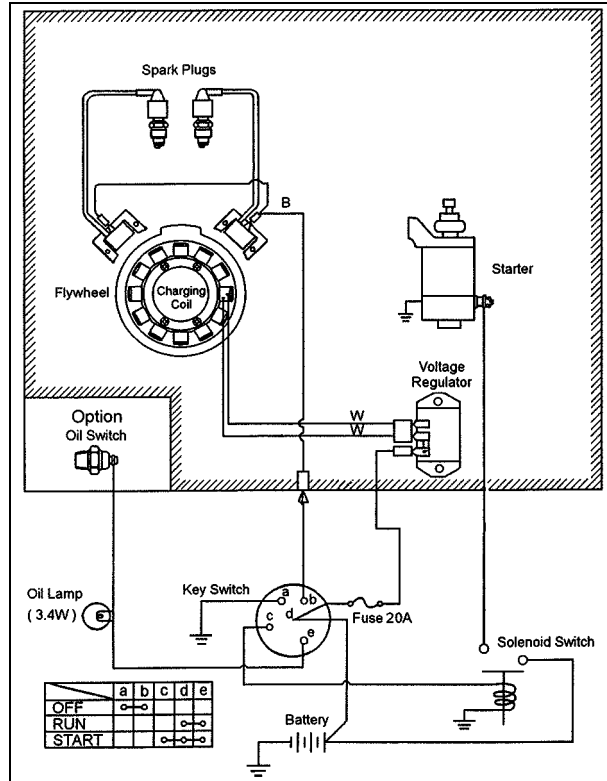 Spark Plugs
B
Flywheel
Charging
Coil
Starter
Voltage
Regulator
W
W
Option
Oil Switch
Key Switch
a
b
c
d
e
Fuse 20A
Oil Lamp
( 3.4W )
Solenoid Switch
Battery
a b c d e
OFF
RUN
START